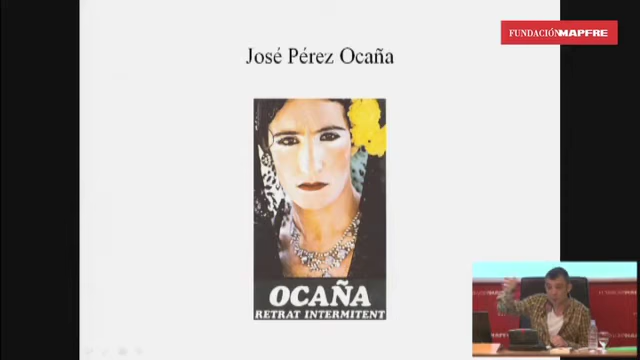 FUNDACIÓNMAPFRE
José Pérez Ocaña
OCAÑA
RETRAT INTERMITENT